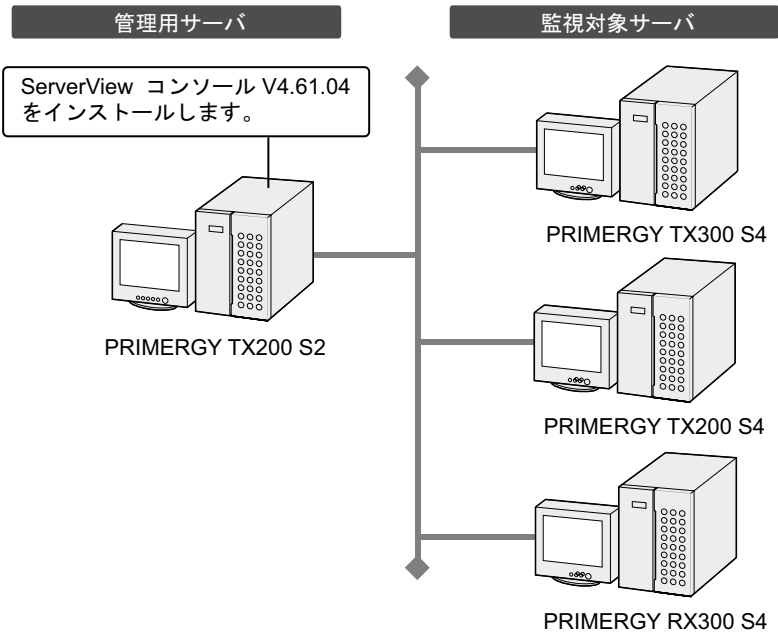 管理用サーバ
監視対象サーバ
ServerView コンソール V4.61.04
をインストールします。
PRIMERGY TX300 S4
PRIMERGY TX200 S2
PRIMERGY TX200 S4
PRIMERGY RX300 S4